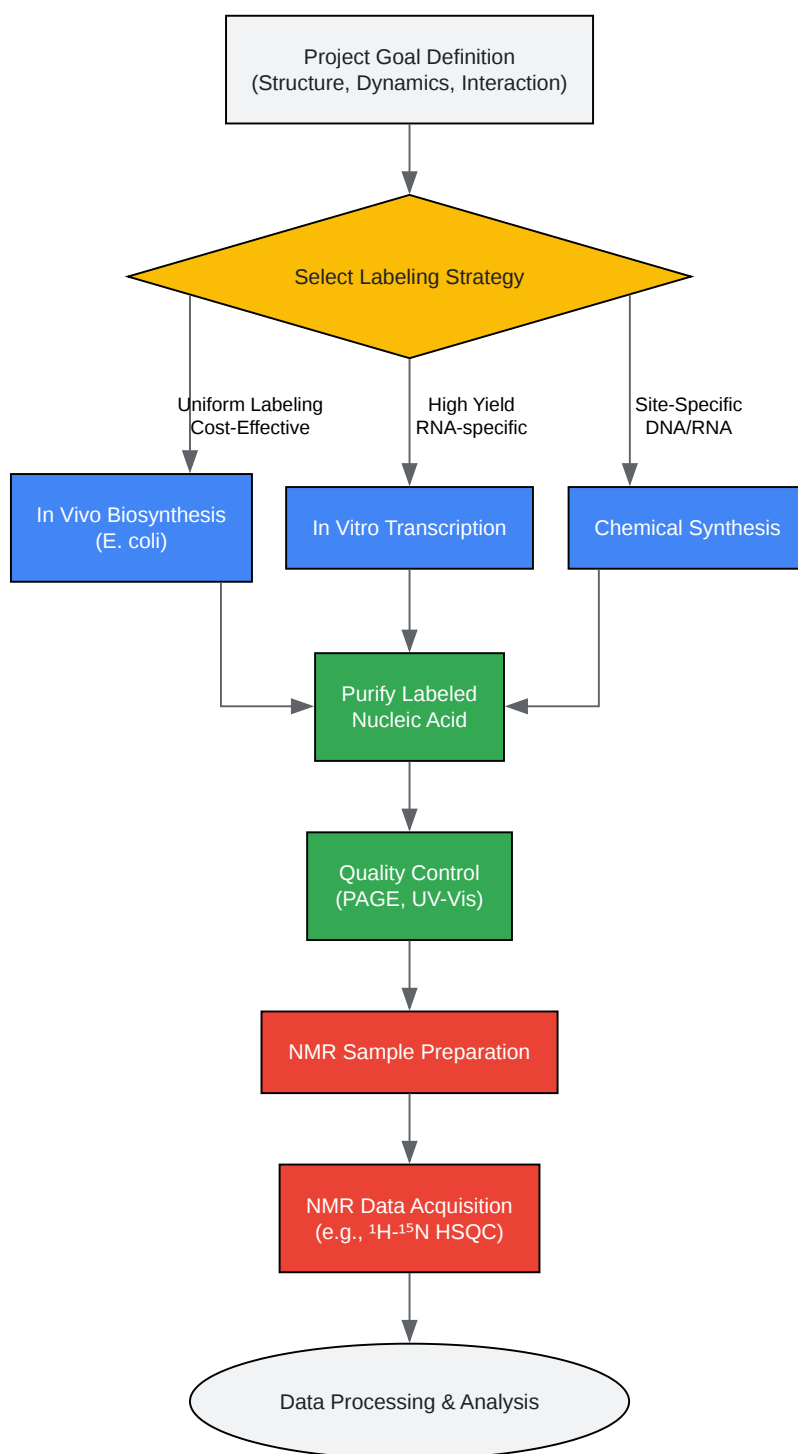 Project Goal Definition
(Structure, Dynamics, Interaction)
Select Labeling Strategy
Uniform Labeling
Cost-Effective
High Yield
RNA-specific
Site-Specific
DNA/RNA
In Vivo Biosynthesis
(E. coli)
In Vitro Transcription
Chemical Synthesis
Purify Labeled
Nucleic Acid
Quality Control
(PAGE, UV-Vis)
NMR Sample Preparation
NMR Data Acquisition
(e.g., ¹H-¹⁵N HSQC)
Data Processing & Analysis